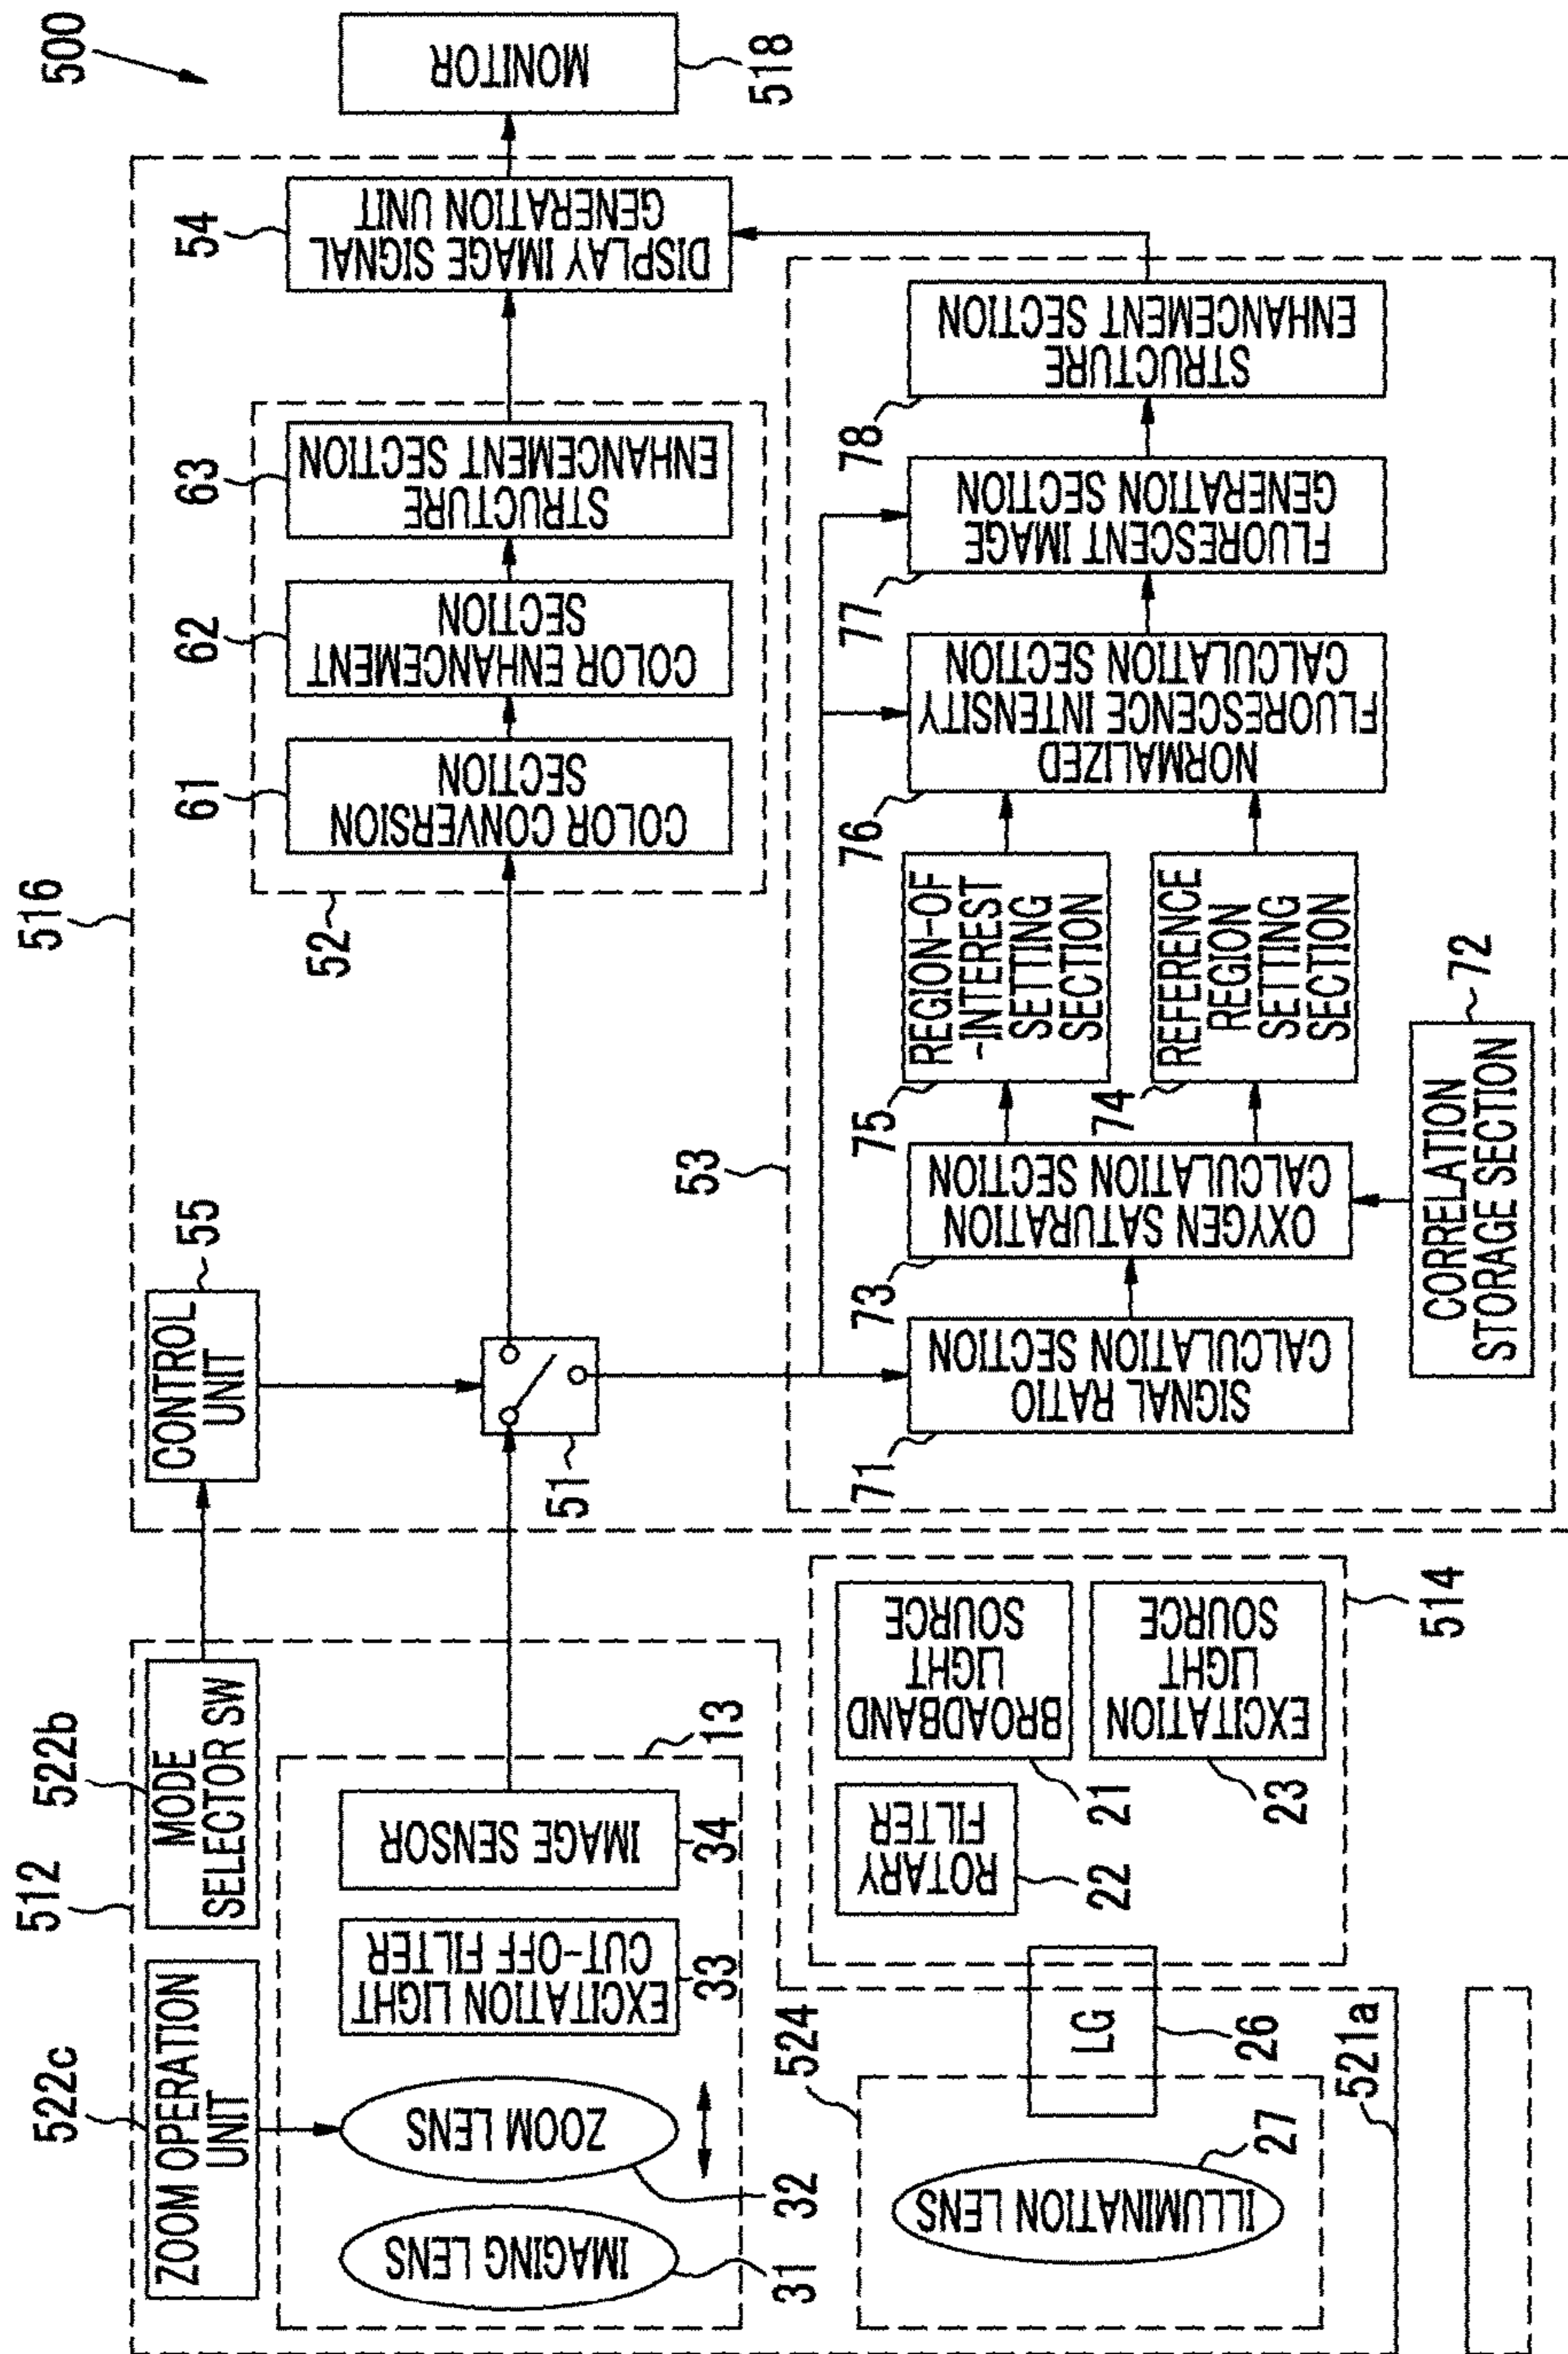 500
512
522c
522b
516
55
ZOOM OPERATION
UNIT
MODE
SELECTOR SW
CONTROL
UNIT
13
IMAGING LENS
31
ZOOM LENS
32
EXCITATION LIGHT
CUT-OFF FILTER
33
IMAGE SENSOR
34
51
52
61
COLOR CONVERSION
SECTION
62
COLOR ENHANCEMENT
SECTION
63
STRUCTURE
ENHANCEMENT SECTION
54
DISPLAY IMAGE SIGNAL
GENERATION UNIT
MONITOR
518
524
ILLUMINATION LENS
27
LG
26
521a
ROTARY
FILTER
22
BROADBAND
LIGHT
SOURCE
21
EXCITATION
LIGHT
SOURCE
23
514
53
71
SIGNAL RATIO
CALCULATION SECTION
73
OXYGEN SATURATION
CALCULATION SECTION
75
REGION-OF
-INTEREST
SETTING
SECTION
74
REFERENCE
REGION
SETTING
SECTION
76
NORMALIZED
FLUORESCENCE INTENSITY
CALCULATION SECTION
77
FLUORESCENT IMAGE
GENERATION SECTION
78
STRUCTURE
ENHANCEMENT SECTION
CORRELATION
STORAGE SECTION
72